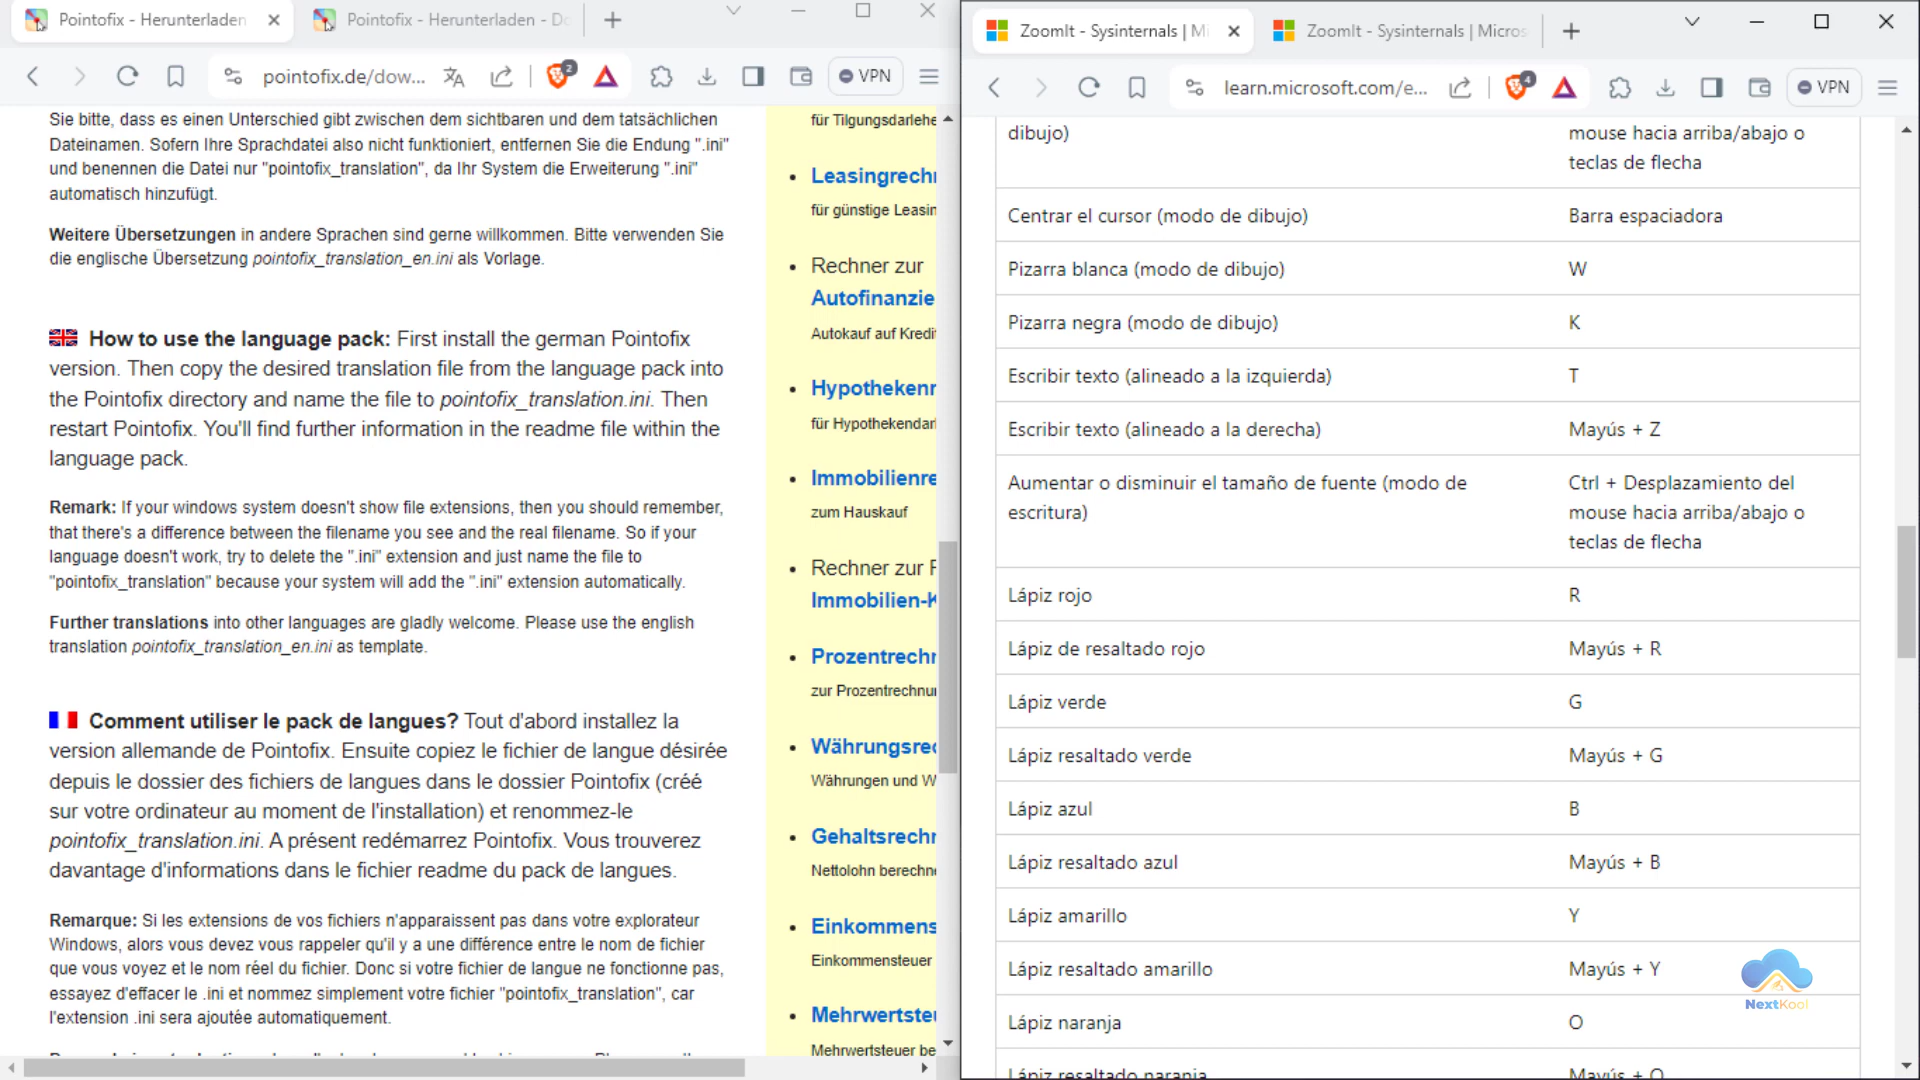 Pointofix - Herunterladen
Pointofix - Herunterladen - Do
pointofix.de/dow...
2
VPN
Sie bitte, dass es einen Unterschied gibt zwischen dem sichtbaren und dem tatsächlichen
Dateinamen. Sofern Ihre Sprachdatei also nicht funktioniert, entfernen Sie die Endung ".ini"
und benennen die Datei nur "pointofix_translation", da Ihr System die Erweiterung ".ini"
automatisch hinzufügt.
Weitere Übersetzungen in andere Sprachen sind gerne willkommen. Bitte verwenden Sie
die englische Übersetzung pointofix_translation_en.ini als Vorlage.
How to use the language pack: First install the german Pointofix
version. Then copy the desired translation file from the language pack into
the Pointofix directory and name the file to pointofix_translation.ini. Then
restart Pointofix. You'll find further information in the readme file within the
language pack.
Remark: If your windows system doesn't show file extensions, then you should remember,
that there's a difference between the filename you see and the real filename. So if your
language doesn't work, try to delete the ".ini" extension and just name the file to
"pointofix_translation" because your system will add the ".ini" extension automatically.
Further translations into other languages are gladly welcome. Please use the english
translation pointofix_translation_en.ini as template.
Comment utiliser le pack de langues? Tout d'abord installez la
version allemande de Pointofix. Ensuite copiez le fichier de langue désirée
depuis le dossier des fichiers de langues dans le dossier Pointofix (créé
sur votre ordinateur au moment de l'installation) et renommez-le
pointofix_translation.ini. A présent redémarrez Pointofix. Vous trouverez
davantage d'informations dans le fichier readme du pack de langues.
Remarque: Si les extensions de vos fichiers n'apparaissent pas dans votre explorateur
Windows, alors vous devez vous rappeler qu'il y a une différence entre le nom de fichier
que vous voyez et le nom réel du fichier. Donc si votre fichier de langue ne fonctionne pas,
essayez d'effacer le .ini et nommez simplement votre fichier "pointofix_translation", car
l'extension .ini sera ajoutée automatiquement.
für Tilgungsdarlehe
Leasingrech
für günstige Leasin
Rechner zur
Autofinanzie
Autokauf auf Kredi
Hypotheken
für Hypothekendar
Immobilienre
zum Hauskauf
Rechner zur F
Immobilien-K
Prozentrech
zur Prozentrechnu
Währungsrec
Währungen und W
Gehaltsrech
Nettolohn berechne
Einkommens
Einkommensteuer
Mehrwertsteu
Mehrwertsteuer be
ZoomIt - Sysinternals | Mi
ZoomIt - Sysinternals | Micros
learn.microsoft.com/e...
4
VPN
dibujo)
mouse hacia arriba/abajo o
teclas de flecha
Centrar el cursor (modo de dibujo)
Barra espaciadora
Pizarra blanca (modo de dibujo)
W
Pizarra negra (modo de dibujo)
K
Escribir texto (alineado a la izquierda)
T
Escribir texto (alineado a la derecha)
Mayús + Z
Aumentar o disminuir el tamaño de fuente (modo de
escritura)
Ctrl + Desplazamiento del
mouse hacia arriba/abajo o
teclas de flecha
Lápiz rojo
R
Lápiz de resaltado rojo
Mayús + R
Lápiz verde
G
Lápiz resaltado verde
Mayús + G
Lápiz azul
B
Lápiz resaltado azul
Mayús + B
Lápiz amarillo
Y
Lápiz resaltado amarillo
Mayús + Y
Lápiz naranja
O
Lápiz resaltado naranja
Mayús + O
NextKool